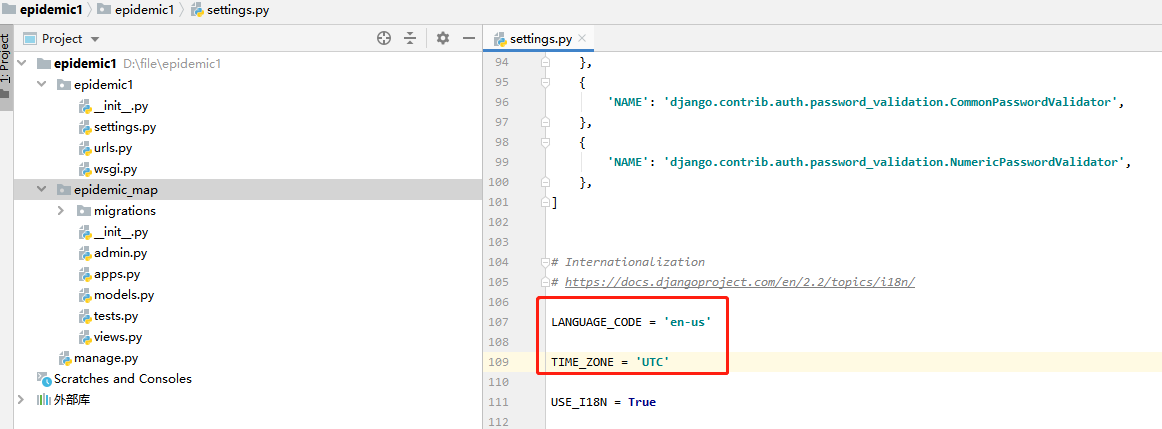 epidemic1 epidemic1 settings.py
1: Project
Project
epidemic1 D:\file\epidemic1
epidemic1
__init__.py
settings.py
urls.py
wsgi.py
epidemic_map
migrations
__init__.py
admin.py
apps.py
models.py
tests.py
views.py
manage.py
Scratches and Consoles
外部库
settings.py
94 },
95 {
96 'NAME': 'django.contrib.auth.password_validation.CommonPasswordValidator',
97 },
98 {
99 'NAME': 'django.contrib.auth.password_validation.NumericPasswordValidator',
100 },
101 ]
102
103
104 # Internationalization
105 # https://docs.djangoproject.com/en/2.2/topics/i18n/
106
107 LANGUAGE_CODE = 'en-us'
108
109 TIME_ZONE = 'UTC'
110
111 USE_I18N = True
112